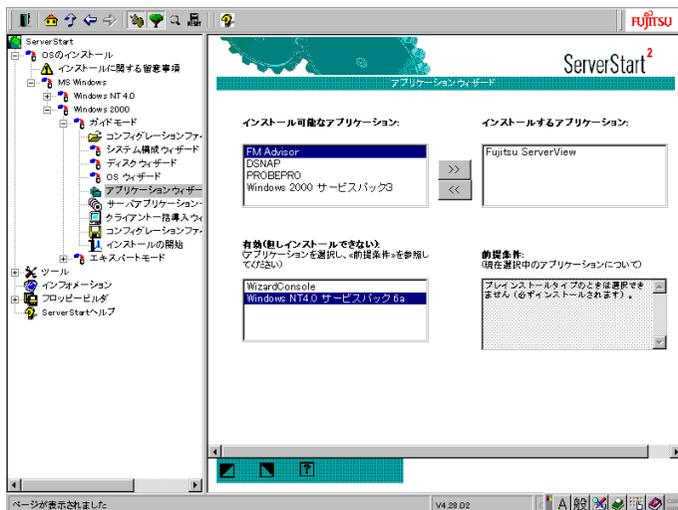 FUJITSU
ServerStart
OSのインストール
インストールに関する留意事項
MS Windows
Windows NT 4.0
Windows 2000
ガイドモード
コンフィグレーションファ
システム構成ウィザード
ディスクウィザード
OS ウィザード
アプリケーションウィザー
サーバアプリケーション
クライアント一括導入ウィ
コンフィグレーションファ
インストールの開始
エキスパートモード
ツール
インフォメーション
フロッピービルダ
ServerStartヘルプ
ServerStart2
アプリケーションウィザード
インストール可能なアプリケーション:
インストールするアプリケーション:
FM Advisor
DSNAP
PROBEPRO
Windows 2000 サービスパック3
>>
<<
Fujitsu ServerView
有効(但しインストールできない):
(アプリケーションを選択し、«前提条件»を参照し
てください)
前提条件:
(現在選択中のアプリケーションについて)
WizardConsole
Windows NT4.0 サービスパック 6a
プレインストールタイプのときは選択でき
ません(必ずインストールされます)。
ページが表示されました
V4.28.02
A 般